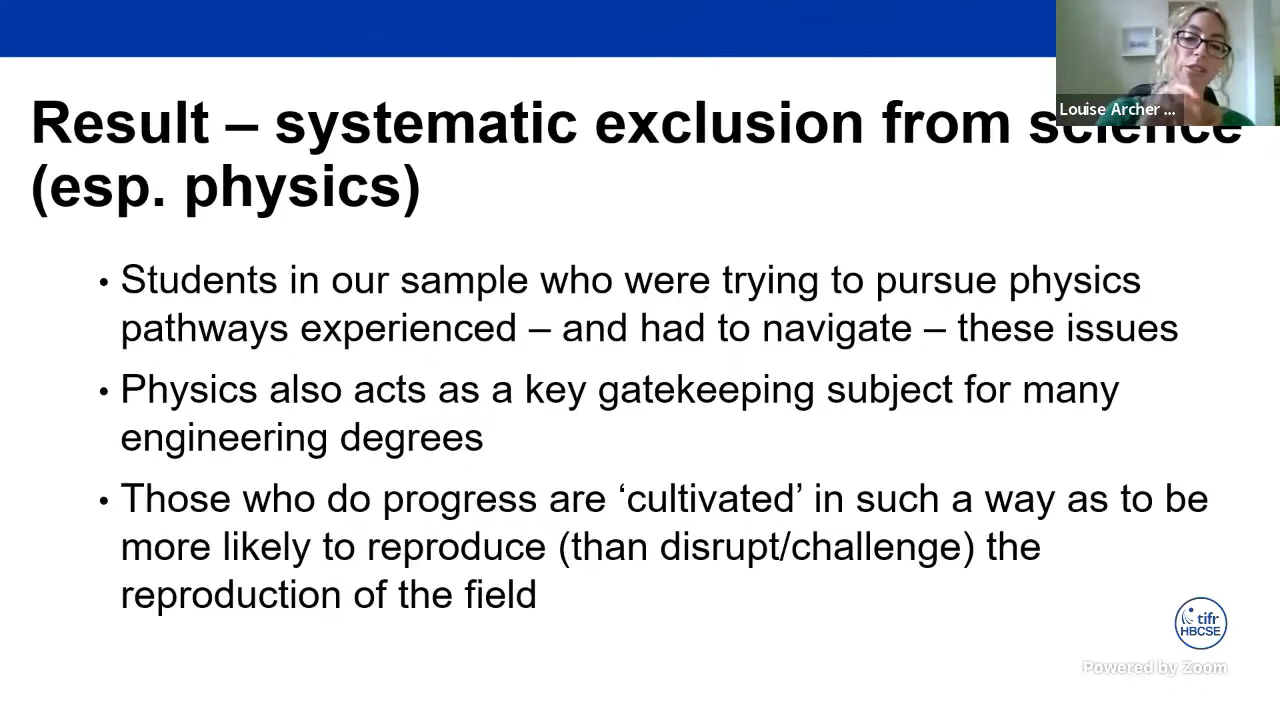 Louise Archer ...
Result – systematic exclusion from science
(esp. physics)
• Students in our sample who were trying to pursue physics
pathways experienced – and had to navigate – these issues
• Physics also acts as a key gatekeeping subject for many
engineering degrees
• Those who do progress are ‘cultivated’ in such a way as to be
more likely to reproduce (than disrupt/challenge) the
reproduction of the field
tifr
HBCSE
Powered by Zoom